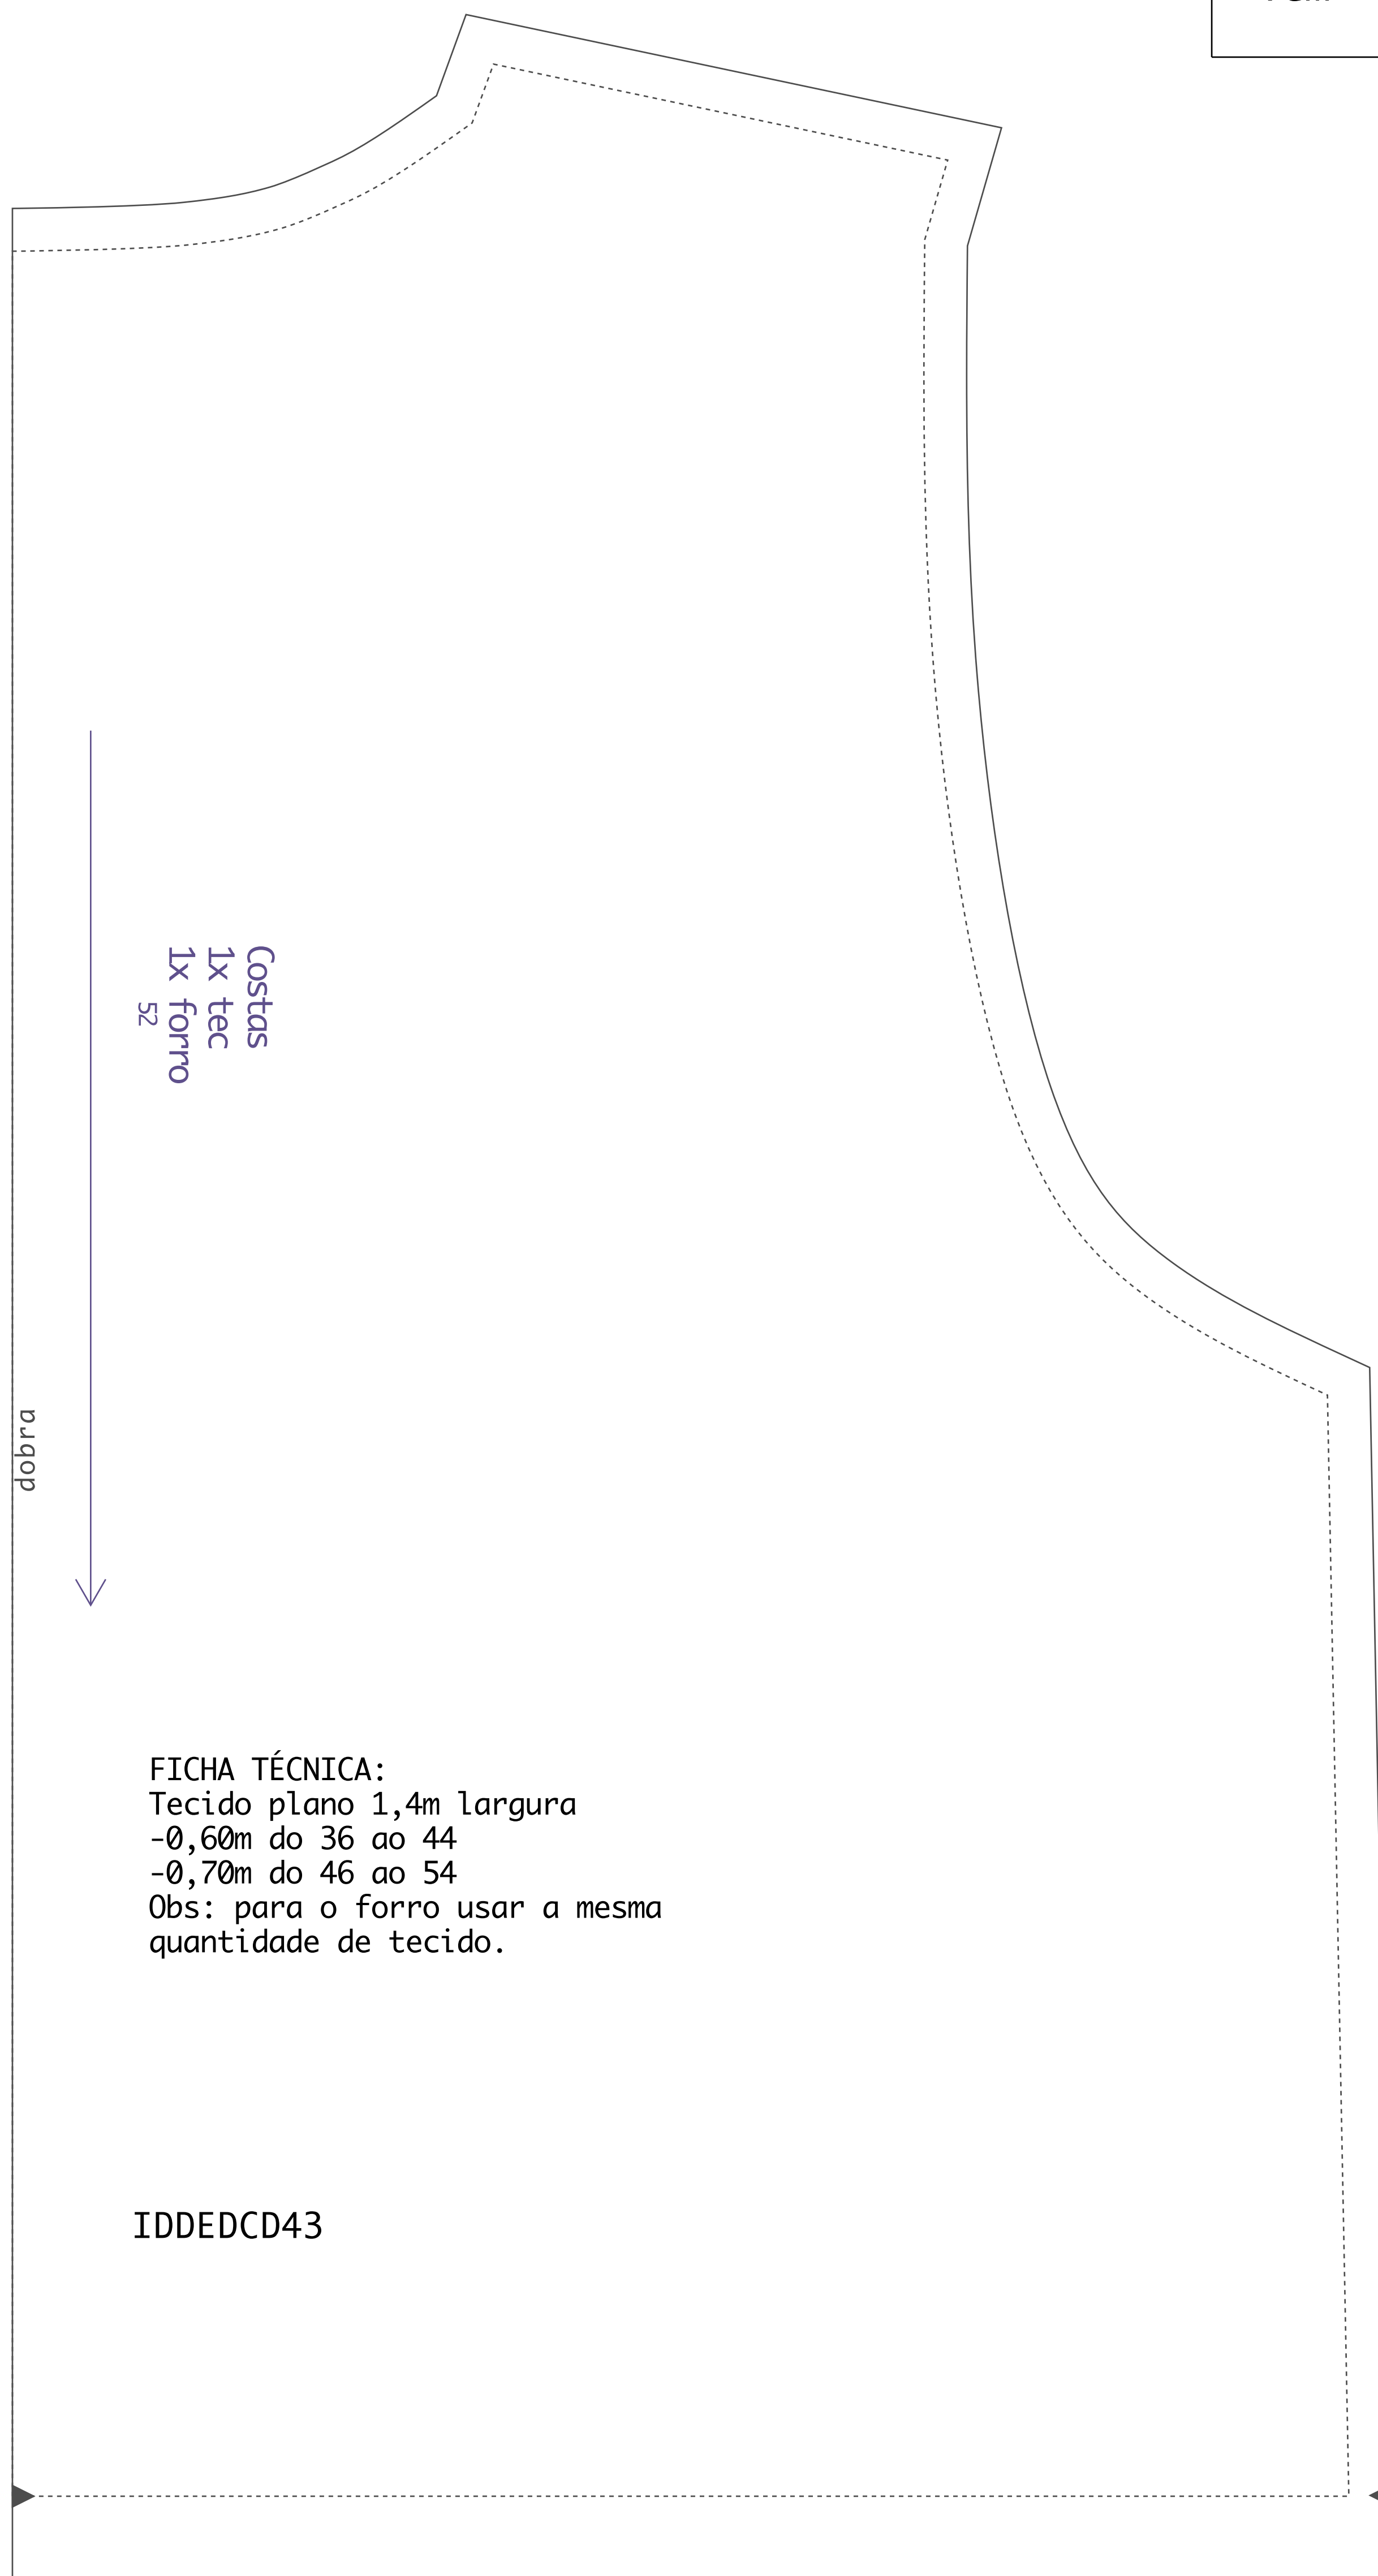 Costas
1x tec
1x forro
52
dobra
FICHA TÉCNICA:
Tecido plano 1,4m largura
-0,60m do 36 ao 44
-0,70m do 46 ao 54
Obs: para o forro usar a mesma
quantidade de tecido.
IDDEDCD43